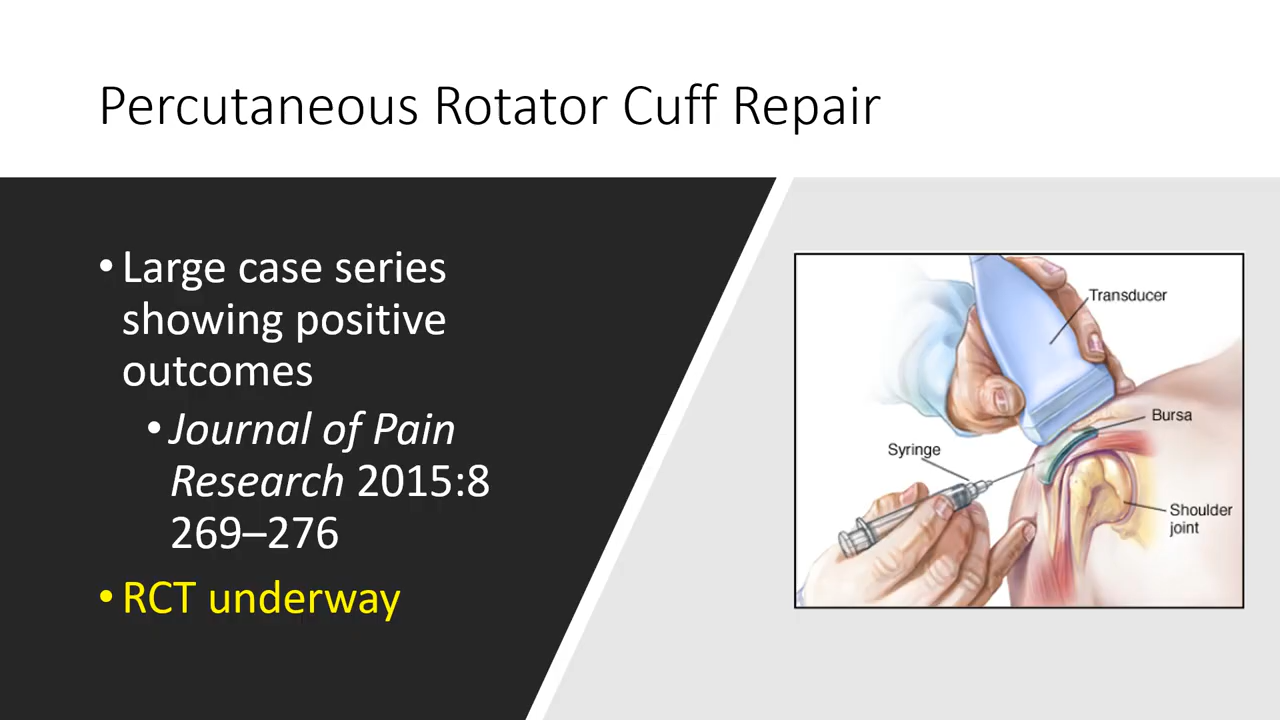 Percutaneous Rotator Cuff Repair
• Large case series
showing positive
outcomes
• Journal of Pain
Research 2015:8
269–276
• RCT underway
Transducer
Bursa
Syringe
Shoulder
joint